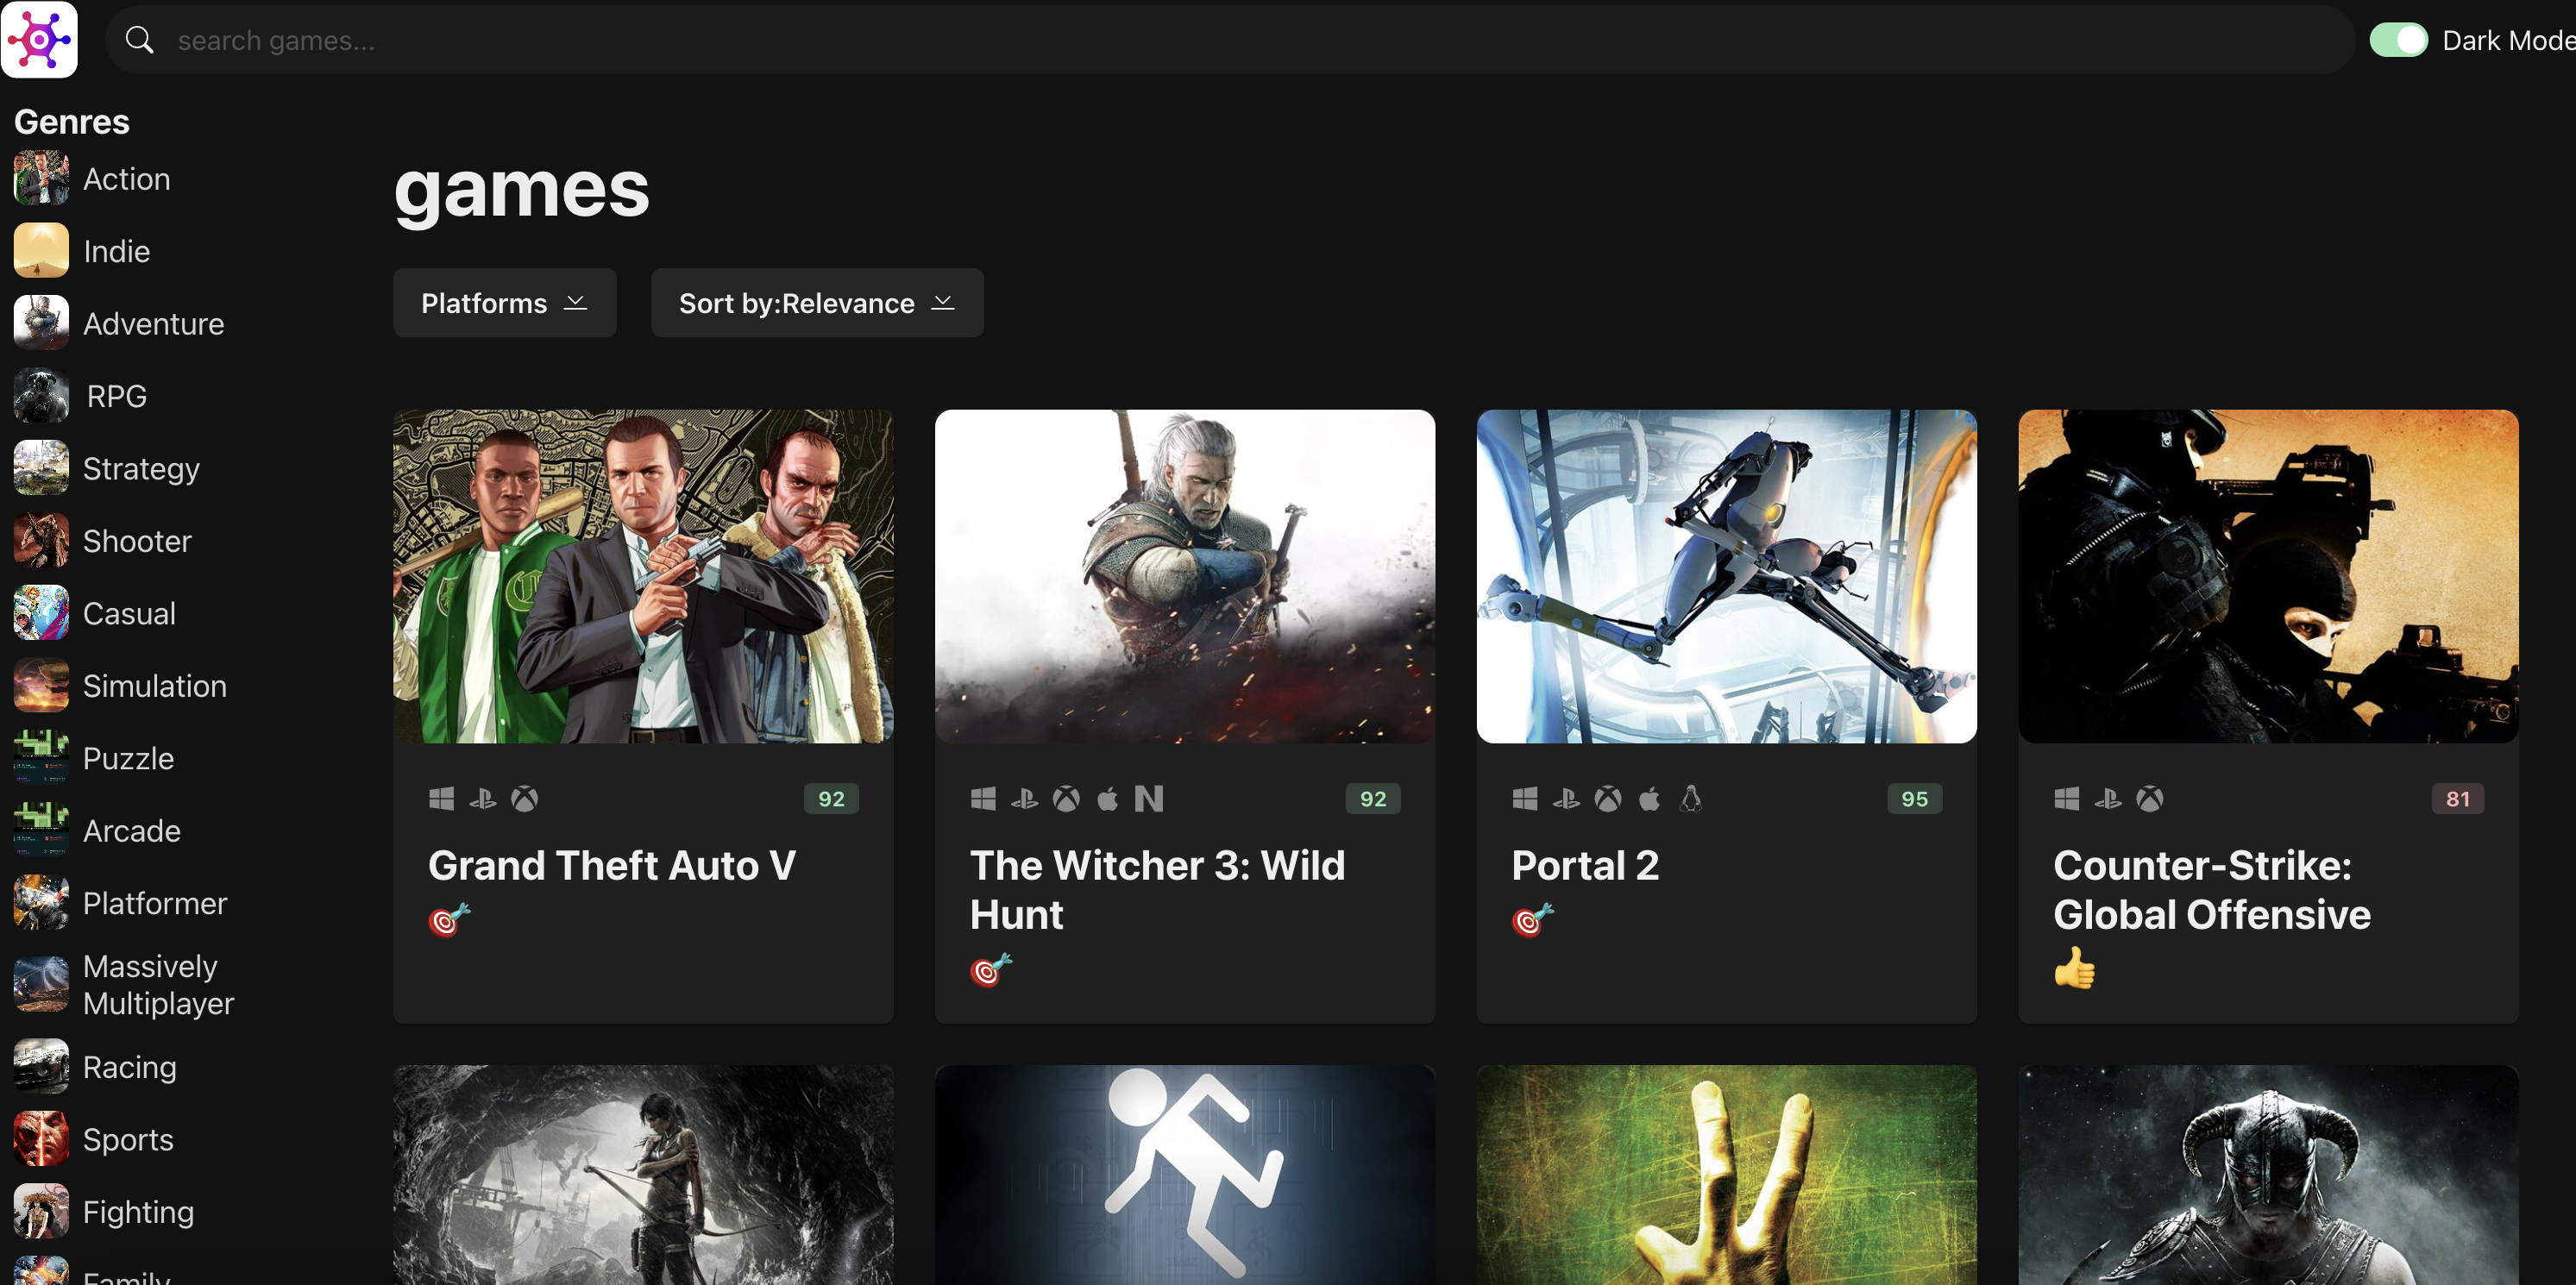 search games...
Dark Mode
Genres
Action
Indie
Adventure
RPG
Strategy
Shooter
Casual
Simulation
Puzzle
Arcade
Platformer
Massively
Multiplayer
Racing
Sports
Fighting
Family
games
Platforms
Sort by:Relevance
92
Grand Theft Auto V
92
The Witcher 3: Wild
Hunt
95
Portal 2
81
Counter-Strike:
Global Offensive